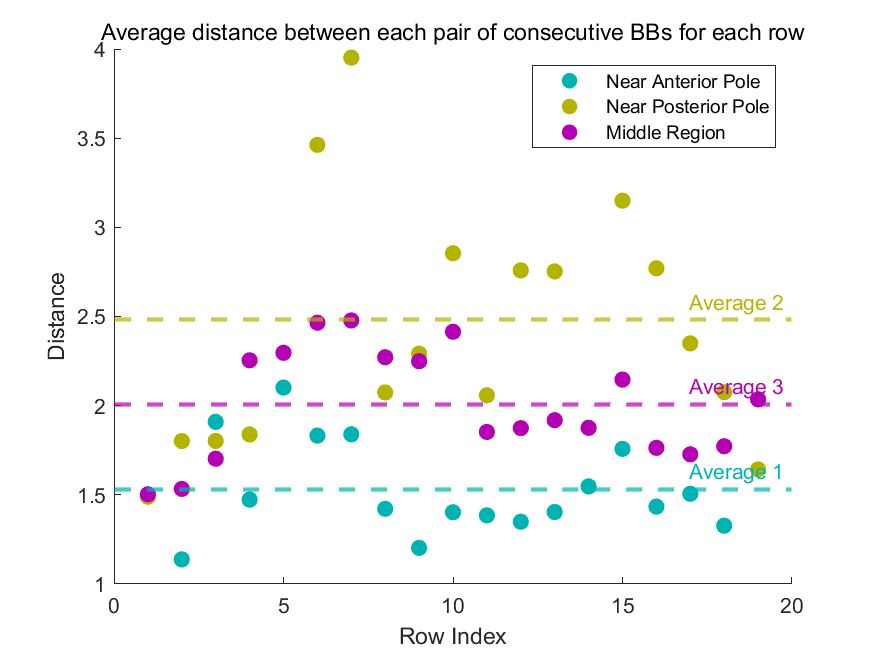 Average distance between each pair of consecutive BBs for each row
Near Anterior Pole
Near Posterior Pole
Middle Region
4
3.5
3
2.5
2
1.5
1
Distance
Average 2
Average 3
Average 1
0
5
10
15
20
Row Index